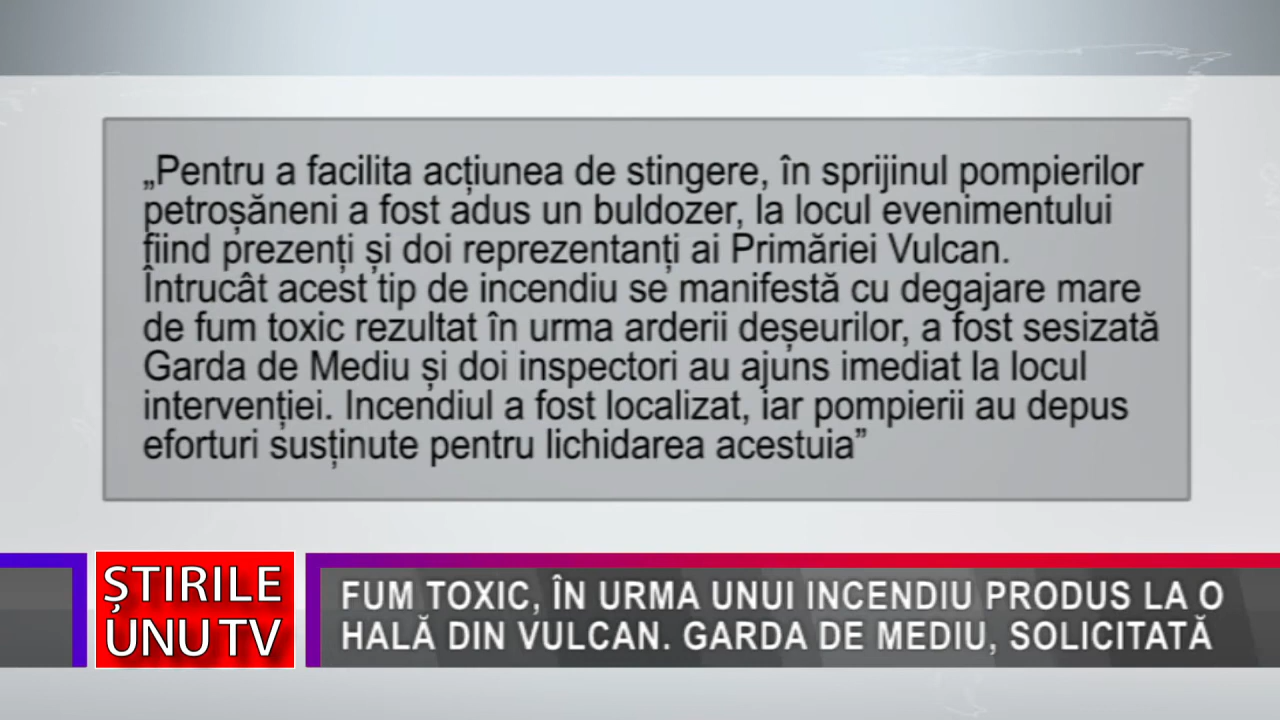 „Pentru a facilita acțiunea de stingere, în sprijinul pompierilor
petroșăneni a fost adus un buldozer, la locul evenimentului
fiind prezenți și doi reprezentanți ai Primăriei Vulcan.
Întrucât acest tip de incendiu se manifestă cu degajare mare
de fum toxic rezultat în urma arderii deșeurilor, a fost sesizată
Garda de Mediu și doi inspectori au ajuns imediat la locul
intervenției. Incendiul a fost localizat, iar pompierii au depus
eforturi susținute pentru lichidarea acestuia”
ȘTIRILE
UNU TV
FUM TOXIC, ÎN URMA UNUI INCENDIU PRODUS LA O
HALĂ DIN VULCAN. GARDA DE MEDIU, SOLICITATĂ